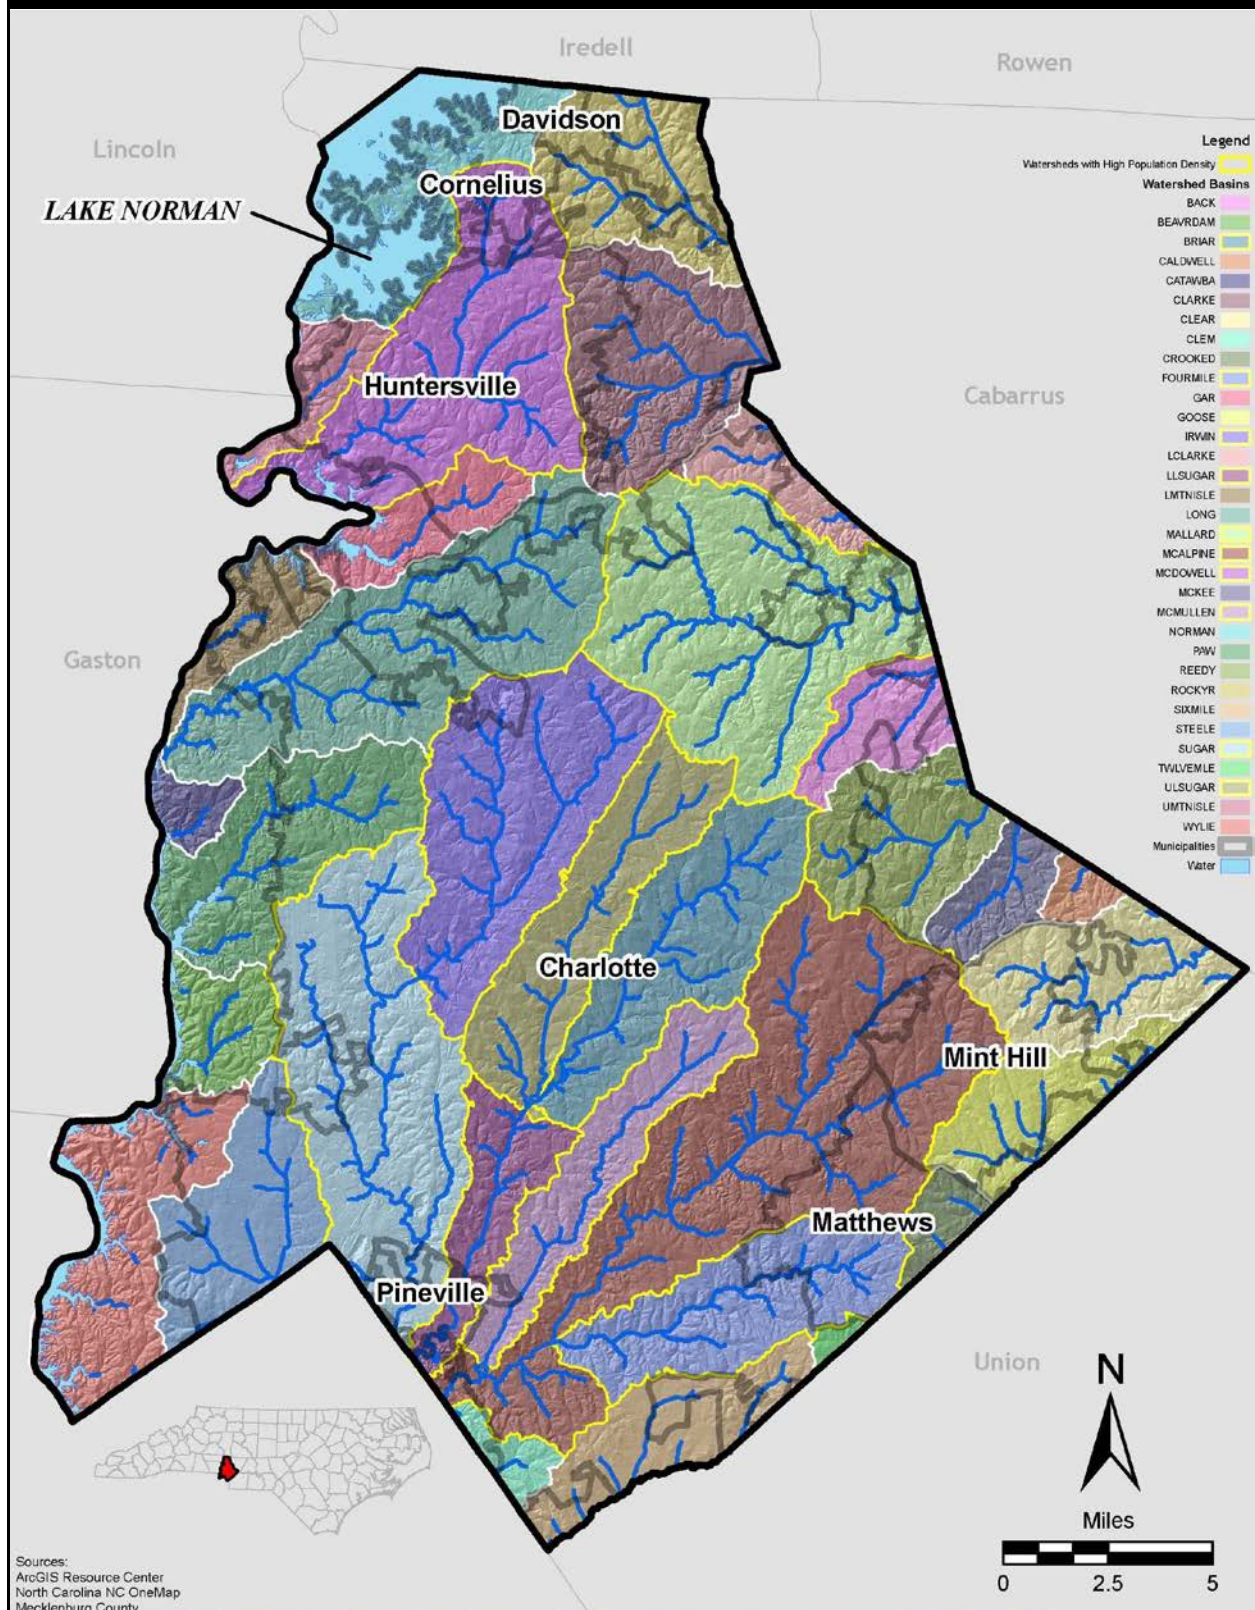 Iredell
Rowen
Lincoln
Davidson
Cornelius
LAKE NORMAN
Huntersville
Cabarrus
Gaston
Charlotte
Mint Hill
Matthews
Pineville
Union
Legend
Watersheds with High Population Density
Watershed Basins
BACK
BEAVRDAM
BRIAR
CALDWELL
CATAWBA
CLARKE
CLEAR
CLEM
CROOKED
FOURMILE
GAR
GOOSE
IRWIN
LCLARKE
LLSUGAR
LMTNISLE
LONG
MALLARD
MCALPINE
MCDOWELL
MCKEE
MCMULLEN
NORMAN
PAW
REEDY
ROCKYR
SIXMILE
STEELE
SUGAR
TWLVEMLE
ULSUGAR
UMTNISLE
WYLIE
Municipalities
Water
N
Miles
0 2.5 5
Sources:
ArcGIS Resource Center
North Carolina NC OneMap
Mecklenburg County